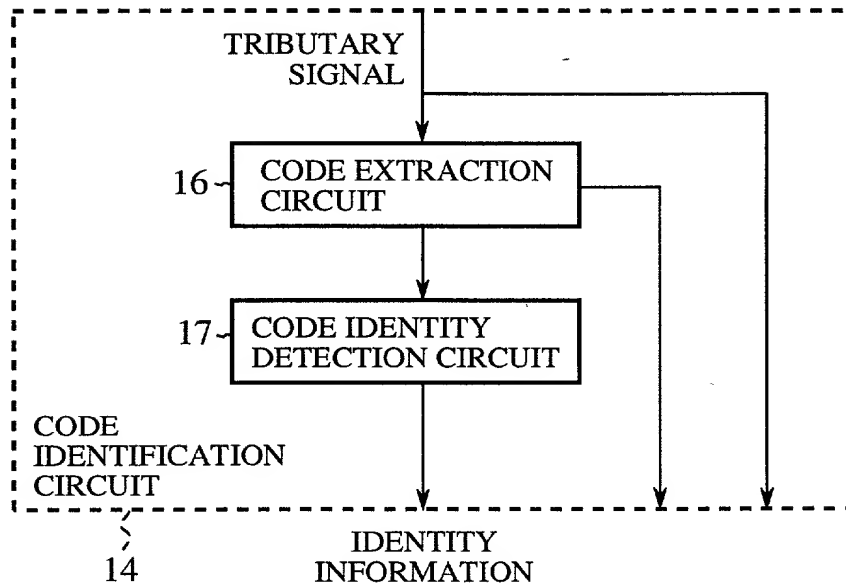 TRIBUTARY
SIGNAL
16
CODE EXTRACTION
CIRCUIT
17
CODE IDENTITY
DETECTION CIRCUIT
CODE
IDENTIFICATION
CIRCUIT
14
IDENTITY
INFORMATION